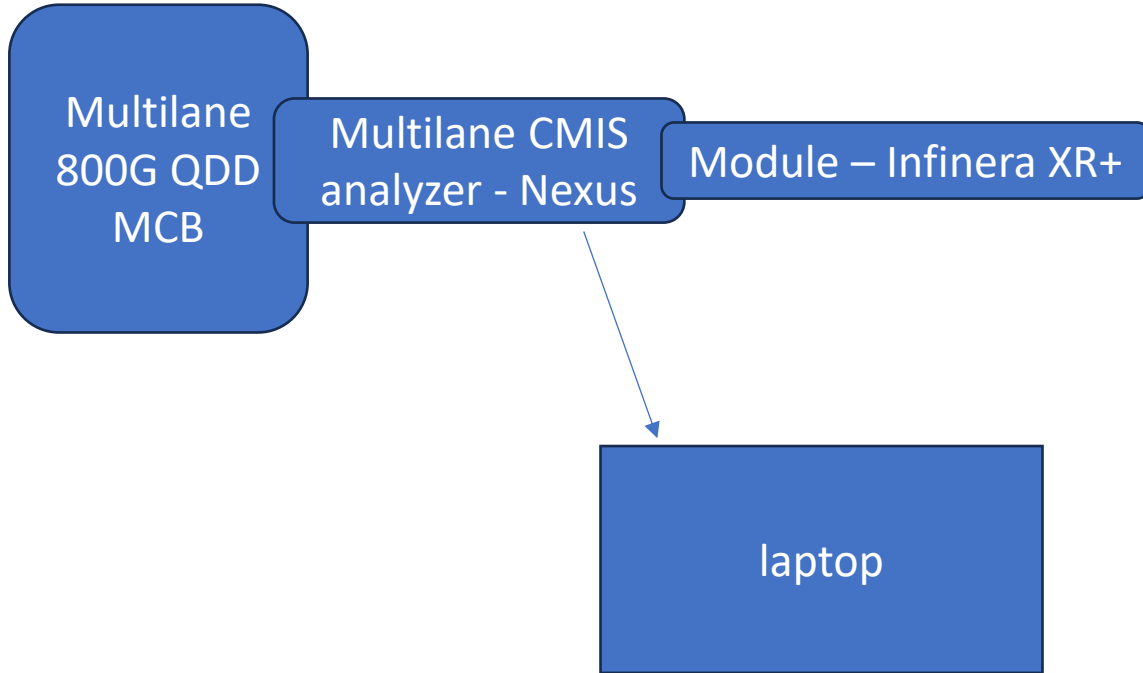 Multilane
800G QDD
MCB
Multilane CMIS
analyzer - Nexus
Module – Infinera XR+
laptop